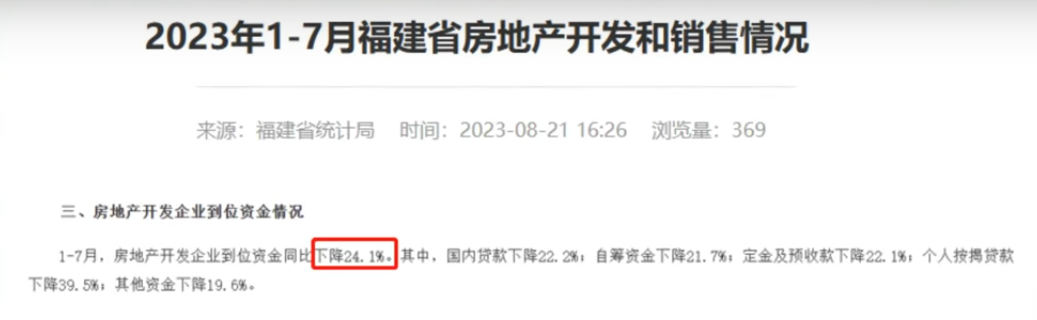 2023年1-7月福建省房地产开发和销售情况
来源：福建省统计局 时间：2023-08-21 16:26 浏览量：369
三、房地产开发企业到位资金情况
1-7月，房地产开发企业到位资金同比下降24.1%。其中，国内贷款下降22.2%；自筹资金下降21.7%；定金及预收款下降22.1%；个人按揭贷款
下降39.5%；其他资金下降19.6%。